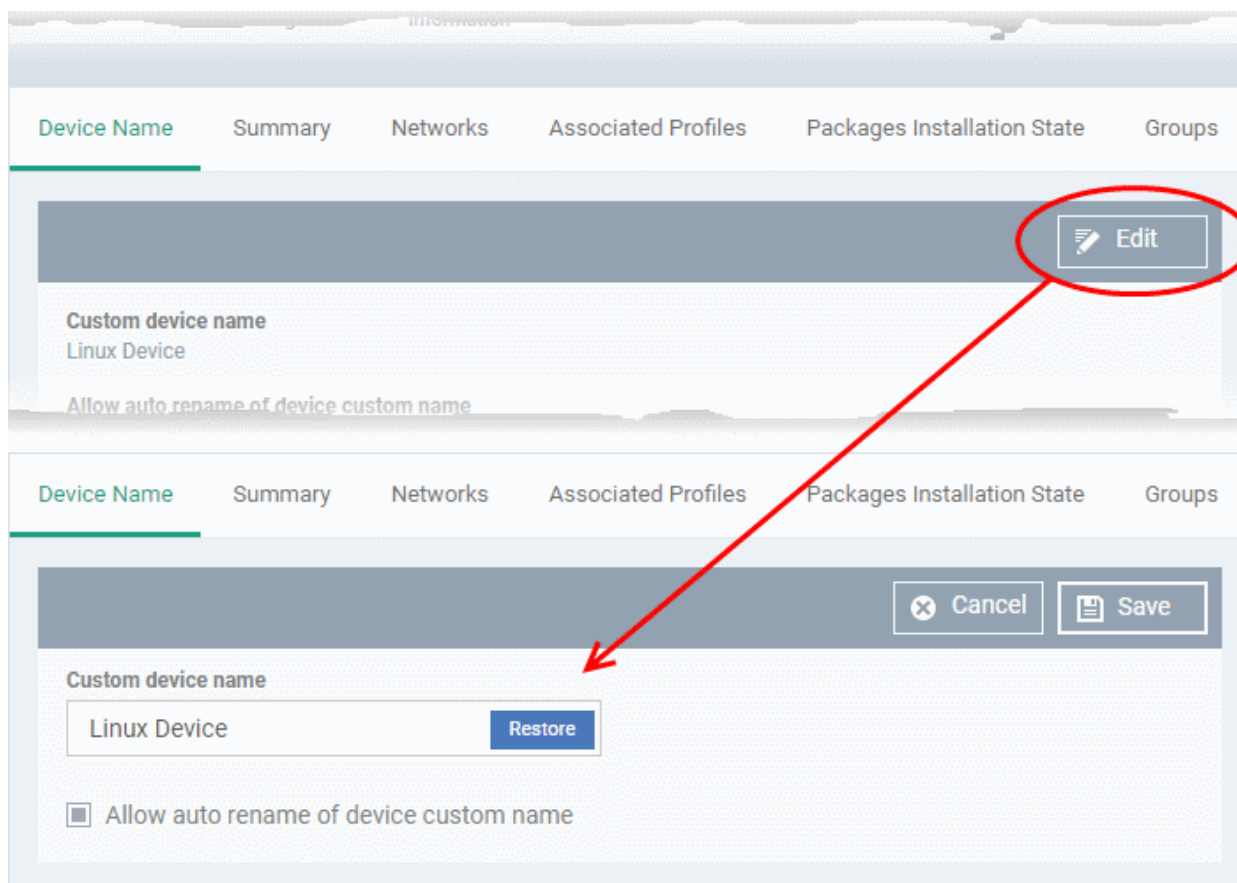 Information
Device Name Summary Networks Associated Profiles Packages Installation State Groups
Edit
Custom device name
Linux Device
Allow auto rename of device custom name
Device Name Summary Networks Associated Profiles Packages Installation State Groups
Cancel Save
Custom device name
Linux Device Restore
Allow auto rename of device custom name